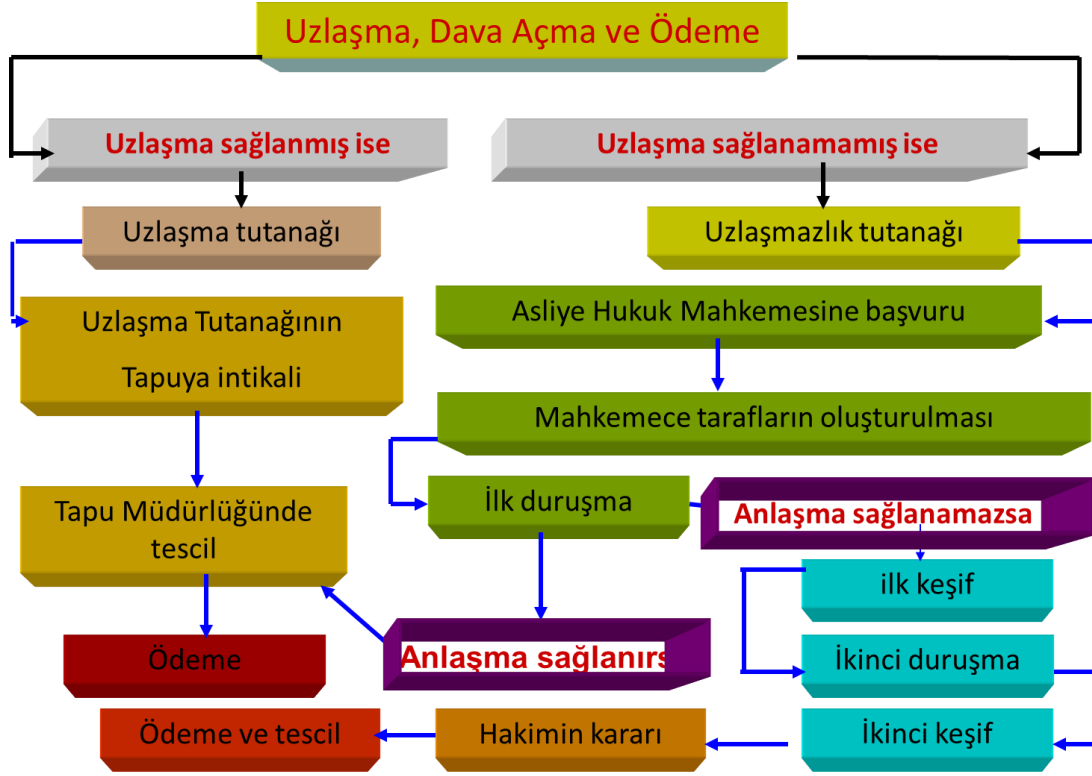 Uzlaşma, Dava Açma ve Ödeme
Uzlaşma sağlanmış ise
Uzlaşma sağlanamamış ise
Uzlaşma tutanağı
Uzlaşmazlık tutanağı
Uzlaşma Tutanağının
Tapuya intikali
Asliye Hukuk Mahkemesine başvuru
Mahkemece tarafların oluşturulması
Tapu Müdürlüğünde
tescil
İlk duruşma
Anlaşma sağlanamazsa
ilk keşif
Ödeme
Anlaşma sağlanırs
İkinci duruşma
Ödeme ve tescil
Hakimin kararı
İkinci keşif